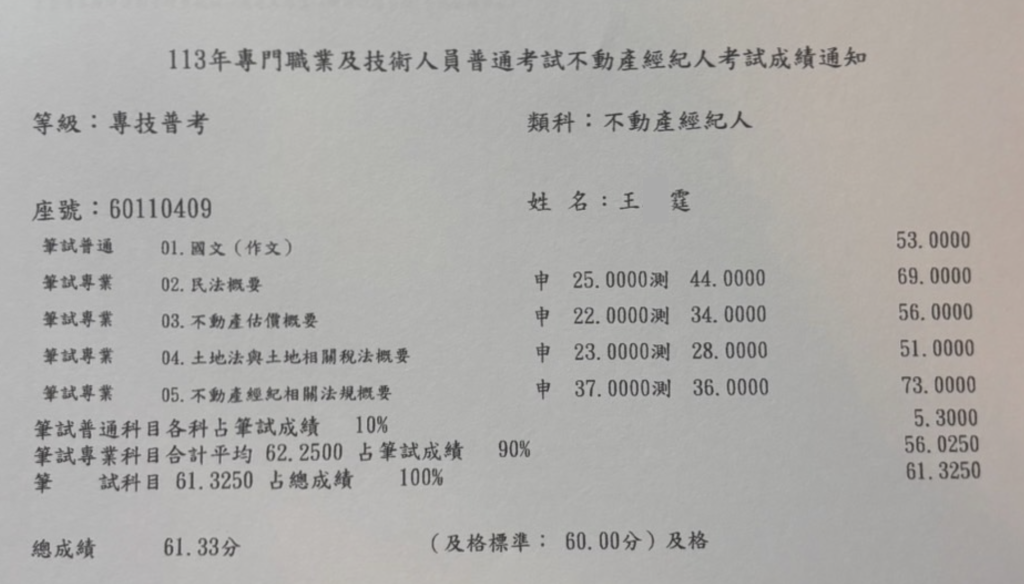 113年專門職業及技術人員普通考試不動產經紀人考試成績通知
等級：專技普考 類科：不動產經紀人
座號：60110409 姓 名：王 霆
筆試普通 01.國文（作文） 53.0000
筆試專業 02.民法概要 申 25.0000測 44.0000 69.0000
筆試專業 03.不動產估價概要 申 22.0000測 34.0000 56.0000
筆試專業 04.土地法與土地相關稅法概要 申 23.0000測 28.0000 51.0000
筆試專業 05.不動產經紀相關法規概要 申 37.0000測 36.0000 73.0000
筆試普通科目各科占筆試成績 10% 5.3000
筆試專業科目合計平均 62.2500 占筆試成績 90% 56.0250
筆 試科目 61.3250 占總成績 100% 61.3250
總成績 61.33分 （及格標準： 60.00分）及格